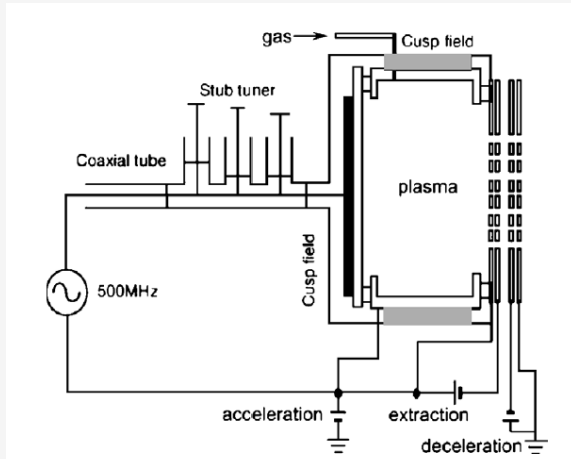 gas
Cusp field
Stub tuner
Coaxial tube
plasma
Cusp field
500MHz
acceleration
extraction
deceleration